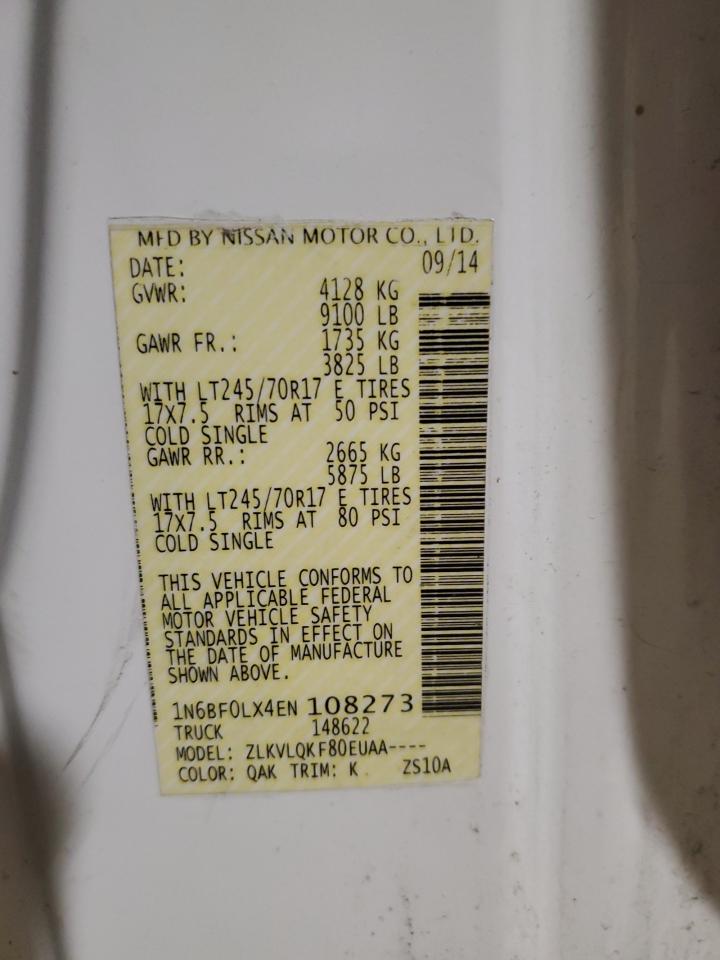 MFD BY NISSAN MOTOR CO., LTD.
DATE: 09/14
GVWR: 4128 KG
9100 LB
GAWR FR.: 1735 KG
3825 LB
WITH LT245/70R17 E TIRES
17X7.5 RIMS AT 50 PSI
COLD SINGLE
GAWR RR.: 2665 KG
5875 LB
WITH LT245/70R17 E TIRES
17X7.5 RIMS AT 80 PSI
COLD SINGLE
THIS VEHICLE CONFORMS TO
ALL APPLICABLE FEDERAL
MOTOR VEHICLE SAFETY
STANDARDS IN EFFECT ON
THE DATE OF MANUFACTURE
SHOWN ABOVE.
1N6BF0LX4EN 108273
TRUCK 148622
MODEL: ZLKVLQKF80EUAA----
COLOR: QAK TRIM: K ZS10A